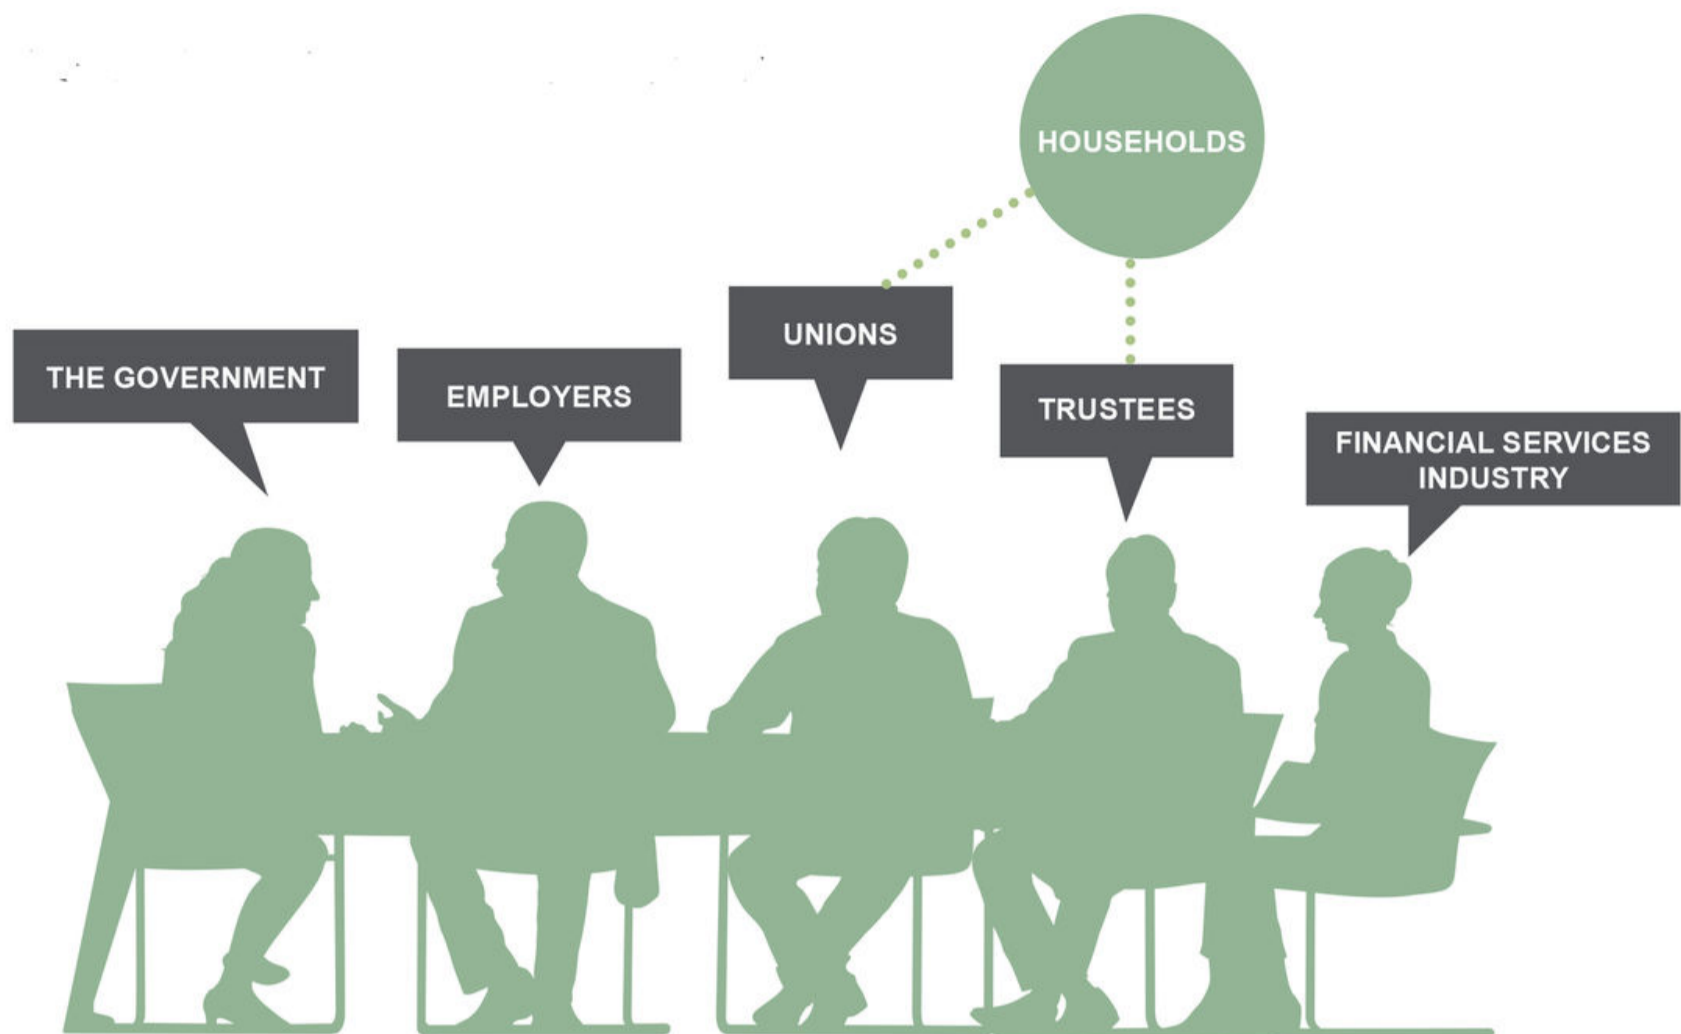 HOUSEHOLDS
UNIONS
THE GOVERNMENT
EMPLOYERS
TRUSTEES
FINANCIAL SERVICES
INDUSTRY